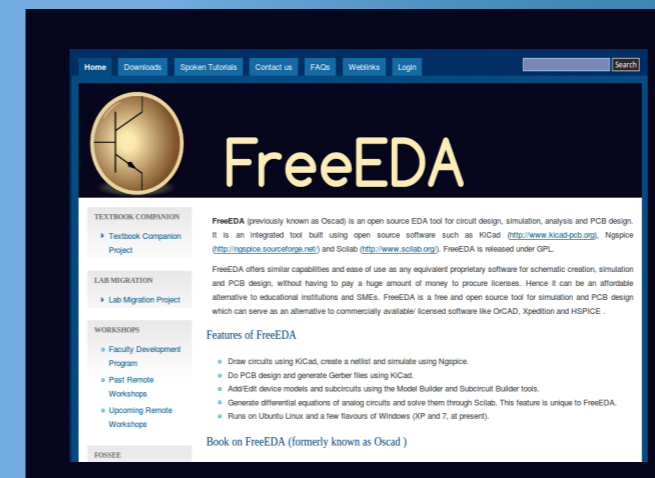 Home Downloads Spoken Tutorials Contact us FAQs Weblinks Login Search
FreeEDA
TEXTBOOK COMPANION
Textbook Companion
Project
LAB MIGRATION
Lab Migration Project
WORKSHOPS
Faculty Development
Program
Past Remote
Workshops
Upcoming Remote
Workshops
FOSSEE
FreeEDA (previously known as Oscad) is an open source EDA tool for circuit design, simulation, analysis and PCB design.
It is an integrated tool built using open source software such as KiCad (http://www.kicad-pcb.org), Ngspice
(http://ngspice.sourceforge.net/) and Scilab (http://www.scilab.org/). FreeEDA is released under GPL.
FreeEDA offers similar capabilities and ease of use as any equivalent proprietary software for schematic creation, simulation
and PCB design, without having to pay a huge amount of money to procure licenses. Hence it can be an affordable
alternative to educational institutions and SMEs. FreeEDA is a free and open source tool for simulation and PCB design
which can serve as an alternative to commercially available/ licensed software like OrCAD, Xpedition and HSPICE .
Features of FreeEDA
Draw circuits using KiCad, create a netlist and simulate using Ngspice.
Do PCB design and generate Gerber files using KiCad.
Add/Edit device models and subcircuits using the Model Builder and Subcircuit Builder tools.
Generate differential equations of analog circuits and solve them through Scilab. This feature is unique to FreeEDA.
Runs on Ubuntu Linux and a few flavours of Windows (XP and 7, at present).
Book on FreeEDA (formerly known as Oscad )